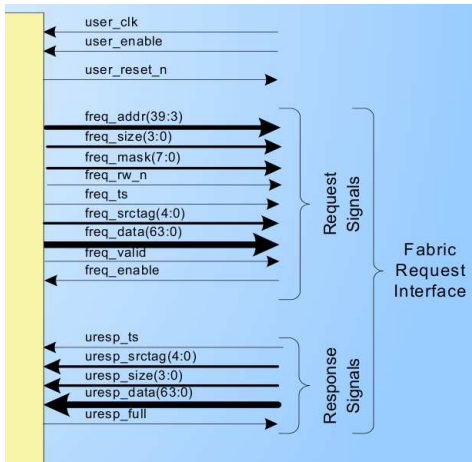 user_clk
user_enable
user_reset_n
freq_addr(39:3)
freq_size(3:0)
freq_mask(7:0)
freq_rw_n
freq_ts
freq_srctag(4:0)
freq_data(63:0)
freq_valid
freq_enable
Request
Signals
uresp_ts
uresp_srctag(4:0)
uresp_size(3:0)
uresp_data(63:0)
uresp_full
Response
Signals
Fabric
Request
Interface